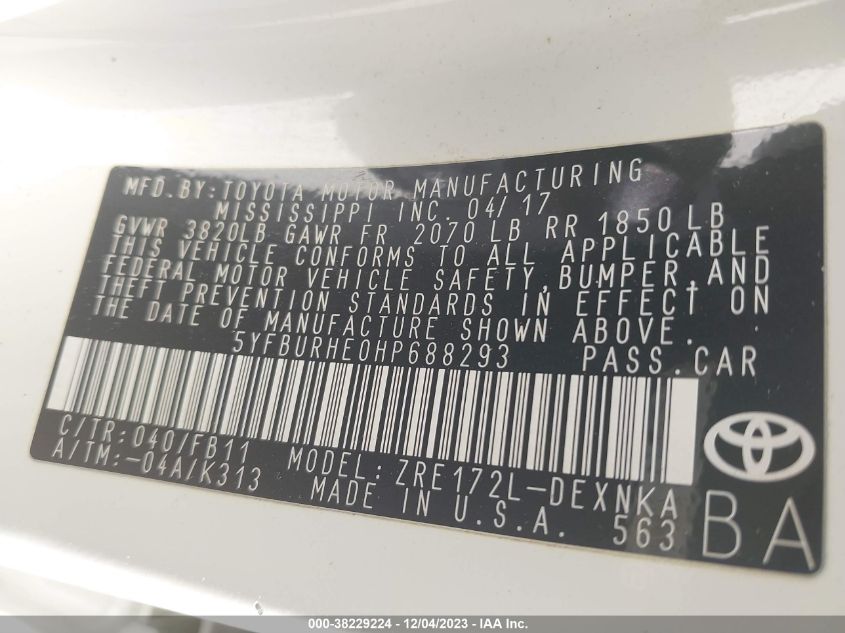 MFD.BY:TOYOTA MOTOR MANUFACTURING
MISSISSIPPI INC. 04/17
GVWR 3820LB GAWR FR 2070 LB RR 1850 LB
THIS VEHICLE CONFORMS TO ALL APPLICABLE
FEDERAL MOTOR VEHICLE SAFETY,BUMPER,AND
THEFT PREVENTION STANDARDS IN EFFECT ON
THE DATE OF MANUFACTURE SHOWN ABOVE.
5YFBURHE0HP688293 PASS.CAR
C/TR:040/FB11
A/TM:-04A/K313
MODEL:ZRE172L-DEXNKA
MADE IN U.S.A. 563
BA
000-38229224 - 12/04/2023 - IAA Inc.